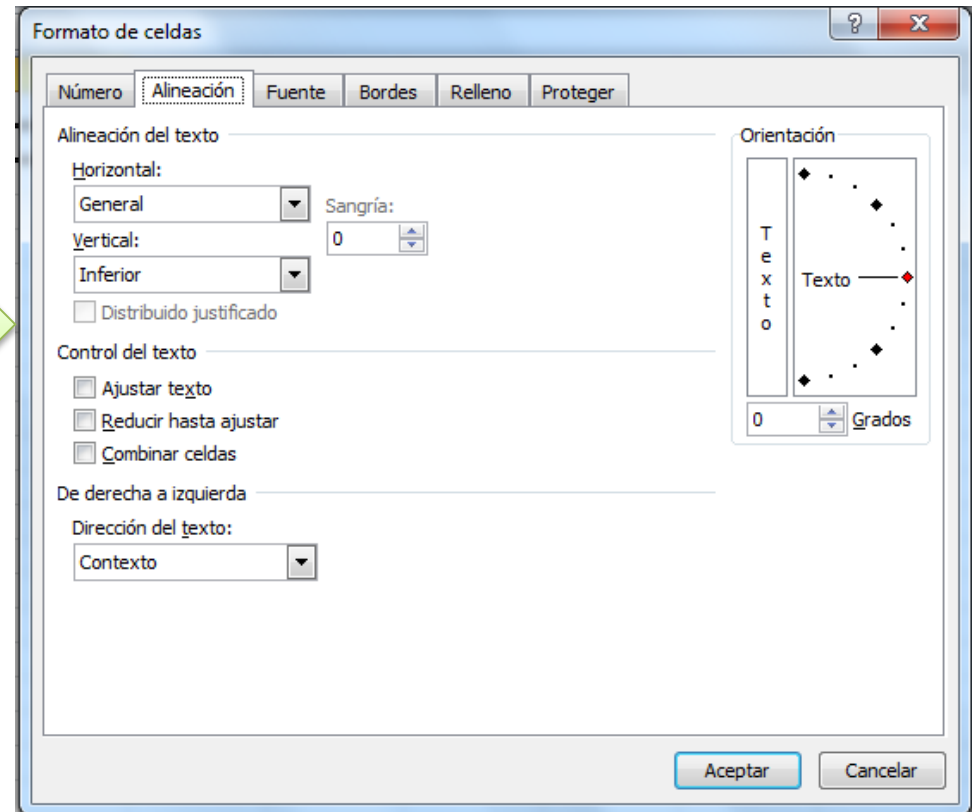 Formato de celdas
Número Alineación Fuente Bordes Relleno Proteger
Alineación del texto
Horizontal:
General
Sangría:
0
Vertical:
Inferior
Distribuido justificado
Control del texto
Ajustar texto
Reducir hasta ajustar
Combinar celdas
De derecha a izquierda
Dirección del texto:
Contexto
Orientación
Texto
Texto
0 Grados
Aceptar Cancelar